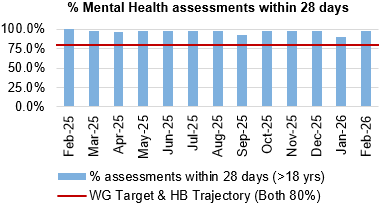 % Mental Health assessments within 28 days
100.0%
75.0%
50.0%
25.0%
0.0%
Feb-25
Mar-25
Apr-25
May-25
Jun-25
Jul-25
Aug-25
Sep-25
Oct-25
Nov-25
Dec-25
Jan-26
Feb-26
% assessments within 28 days (>18 yrs)
WG Target & HB Trajectory (Both 80%)